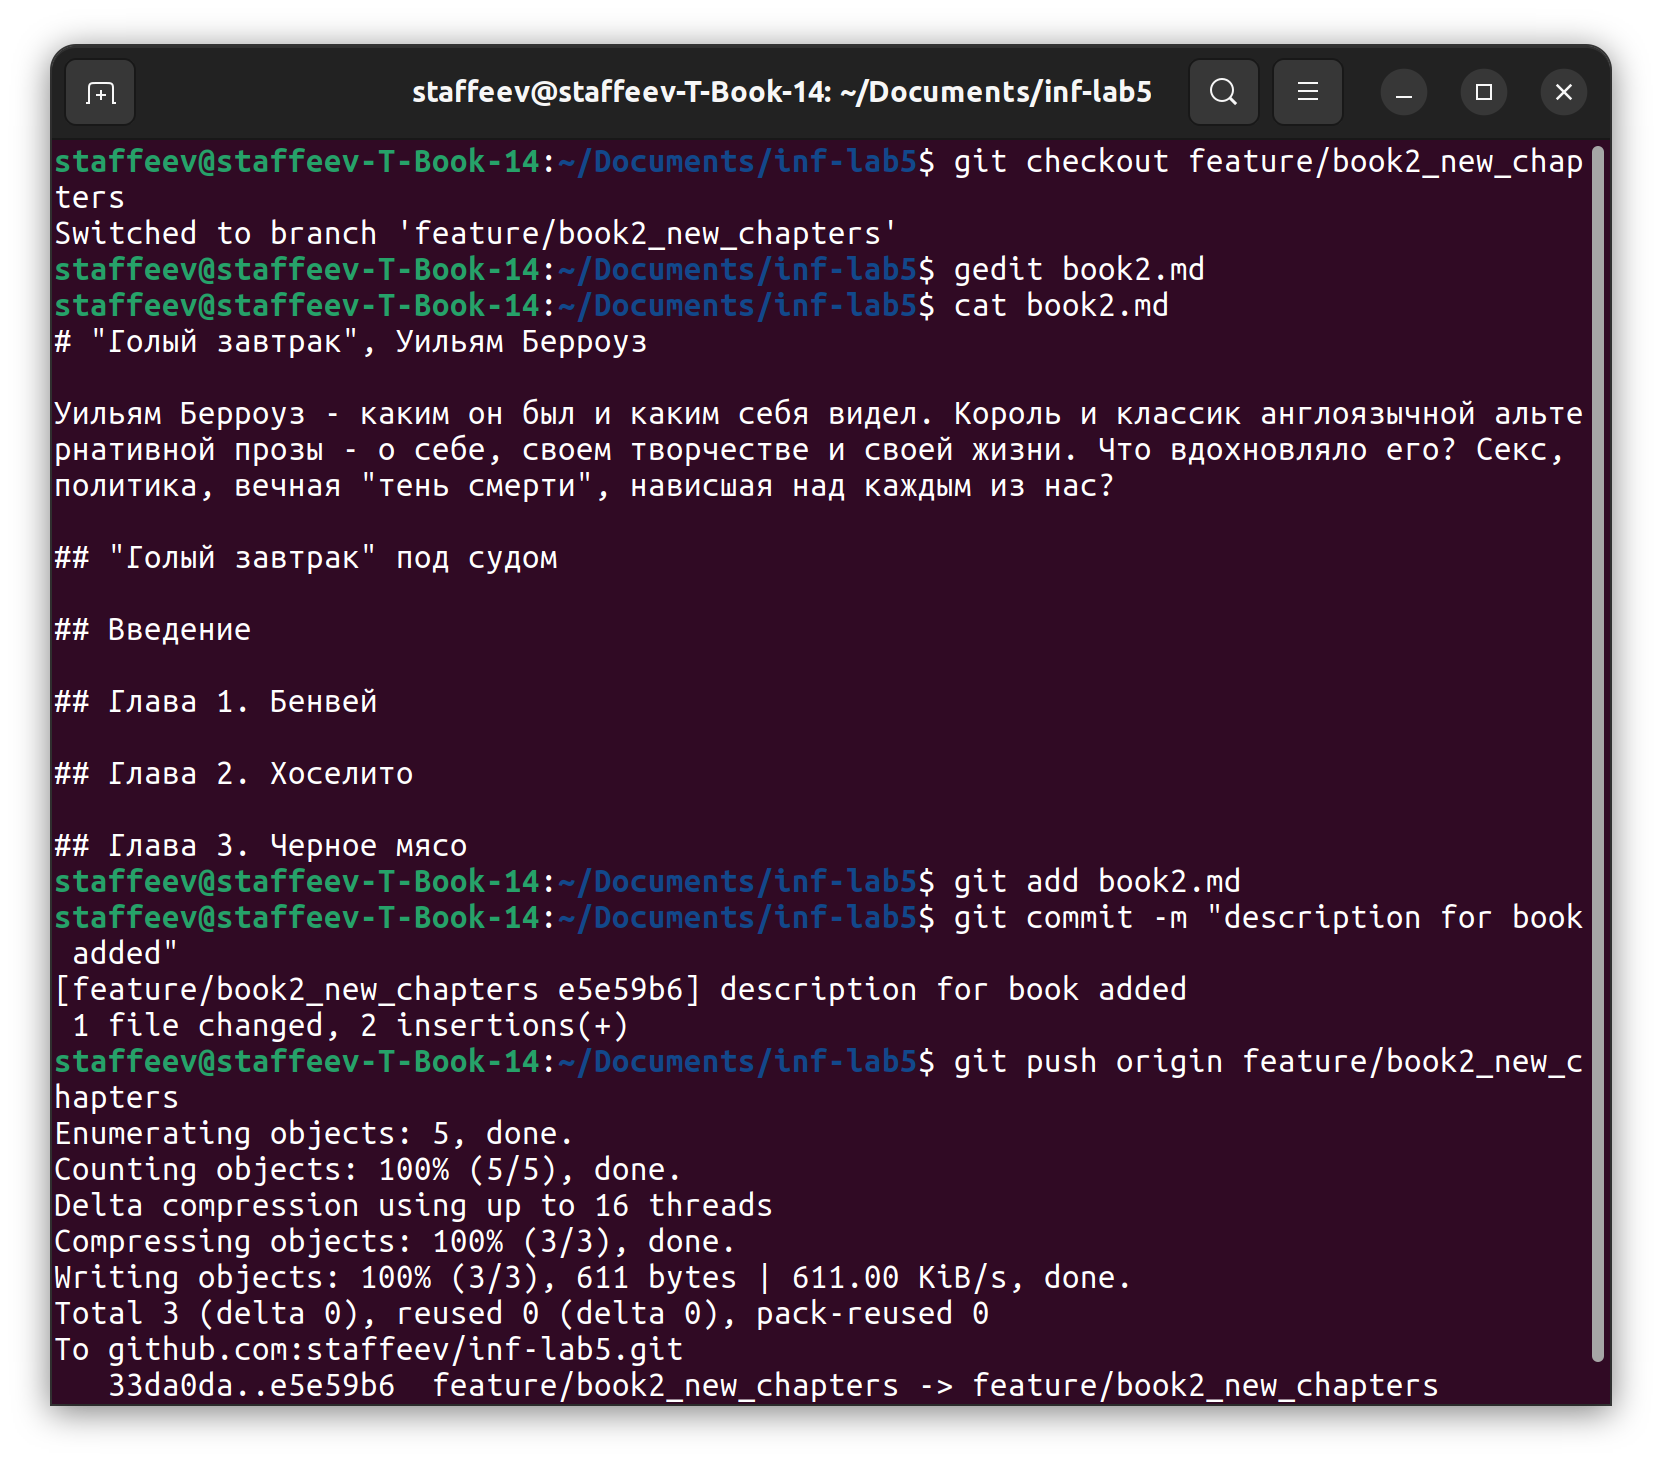 staffeev@staffeev-T-Book-14: ~/Documents/inf-lab5
staffeev@staffeev-T-Book-14:~/Documents/inf-lab5$ git checkout feature/book2_new_chap
ters
Switched to branch 'feature/book2_new_chapters'
staffeev@staffeev-T-Book-14:~/Documents/inf-lab5$ gedit book2.md
staffeev@staffeev-T-Book-14:~/Documents/inf-lab5$ cat book2.md
# "Голый завтрак", Уильям Берроуз
Уильям Берроуз - каким он был и каким себя видел. Король и классик англоязычной альте
рнативной прозы - о себе, своем творчестве и своей жизни. Что вдохновляло его? Секс,
политика, вечная "тень смерти", нависшая над каждым из нас?
## "Голый завтрак" под судом
## Введение
## Глава 1. Бенвей
## Глава 2. Хоселито
## Глава 3. Черное мясо
staffeev@staffeev-T-Book-14:~/Documents/inf-lab5$ git add book2.md
staffeev@staffeev-T-Book-14:~/Documents/inf-lab5$ git commit -m "description for book
 added"
[feature/book2_new_chapters e5e59b6] description for book added
 1 file changed, 2 insertions(+)
staffeev@staffeev-T-Book-14:~/Documents/inf-lab5$ git push origin feature/book2_new_c
hapters
Enumerating objects: 5, done.
Counting objects: 100% (5/5), done.
Delta compression using up to 16 threads
Compressing objects: 100% (3/3), done.
Writing objects: 100% (3/3), 611 bytes | 611.00 KiB/s, done.
Total 3 (delta 0), reused 0 (delta 0), pack-reused 0
To github.com:staffeev/inf-lab5.git
   33da0da..e5e59b6  feature/book2_new_chapters -> feature/book2_new_chapters